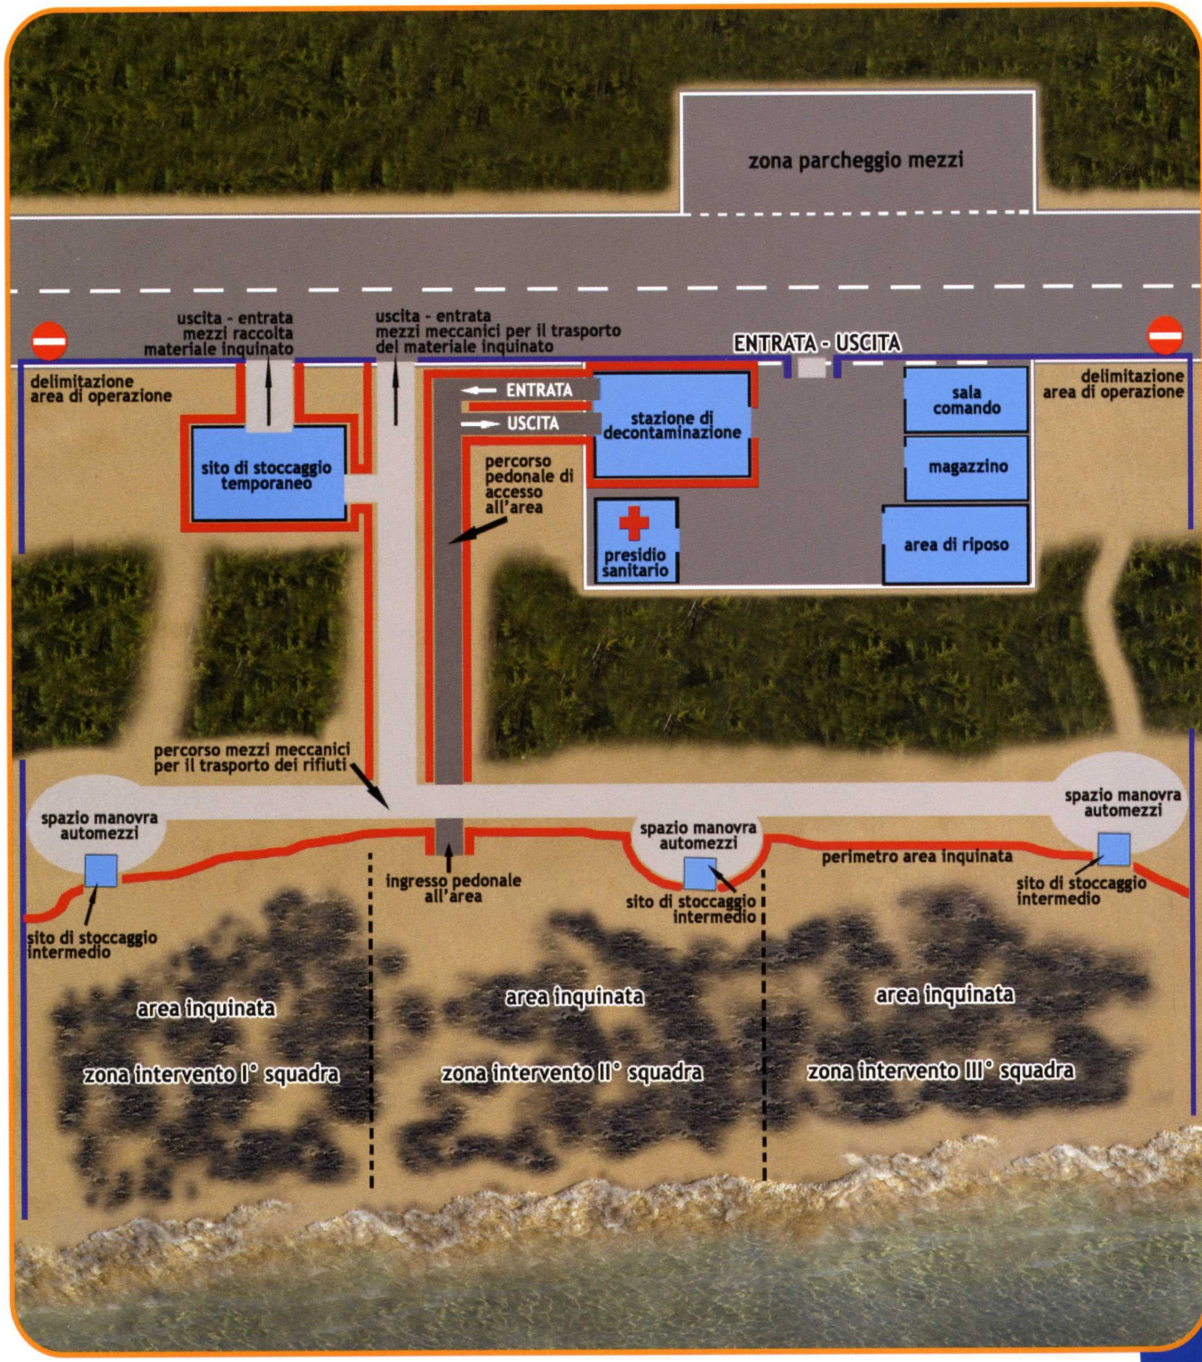 zona parcheggio mezzi
uscita - entrata
mezzi raccolta
materiale inquinato
uscita - entrata
mezzi meccanici per il trasporto
del materiale inquinato
ENTRATA - USCITA
delimitazione
area di operazione
delimitazione
area di operazione
ENTRATA
USCITA
stazione di
decontaminazione
sala
comando
magazzino
sito di stoccaggio
temporaneo
percorso
pedonale di
accesso
all'area
presidio
sanitario
area di riposo
percorso mezzi meccanici
per il trasporto dei rifiuti
spazio manovra
automezzi
spazio manovra
automezzi
spazio manovra
automezzi
perimetro area inquinata
ingresso pedonale
all'area
sito di stoccaggio
intermedio
sito di stoccaggio
intermedio
sito di stoccaggio
intermedio
area inquinata
area inquinata
area inquinata
zona intervento I° squadra
zona intervento II° squadra
zona intervento III° squadra